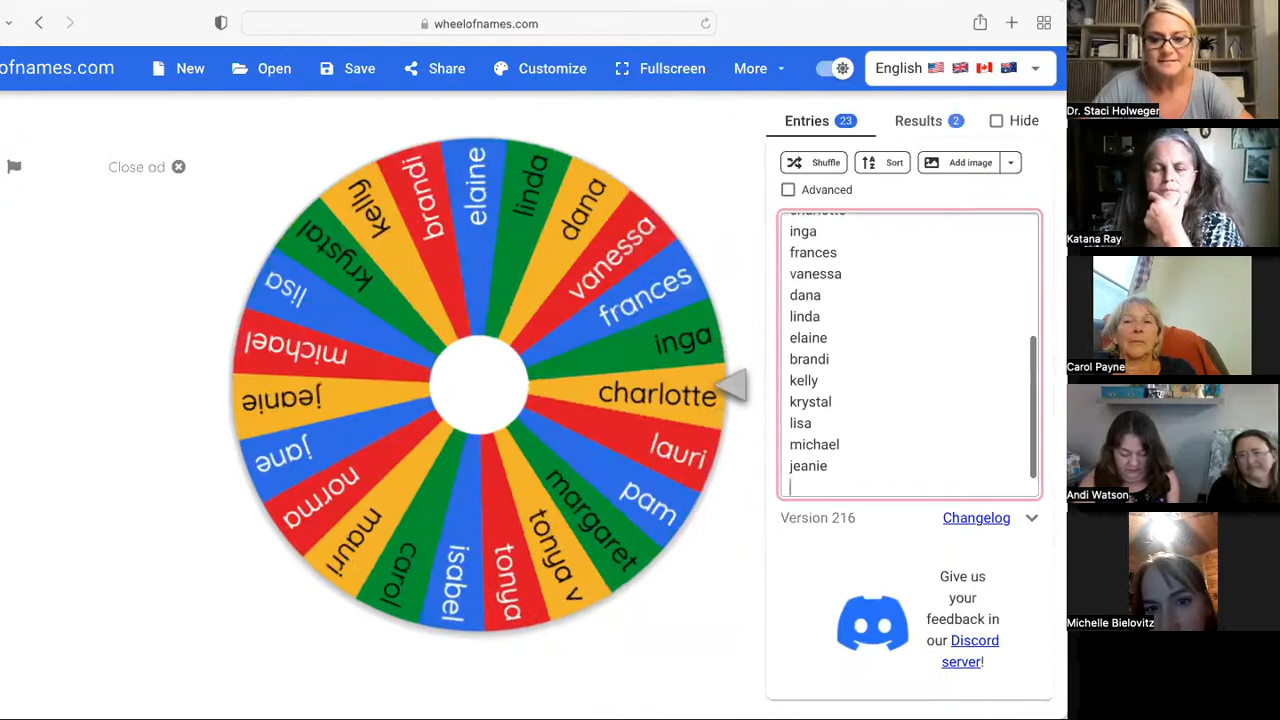 wheelofnames.com
ofnames.com
New
Open
Save
Share
Customize
Fullscreen
More
English
Close ad
Entries 23
Results 2
Hide
Shuffle
Sort
Add image
Advanced
charlotte
inga
frances
vanessa
dana
linda
elaine
brandi
kelly
krystal
lisa
michael
jeanie
Version 216
Changelog
Give us
your
feedback in
our Discord
server!
elaine
linda
dana
vanessa
frances
inga
charlotte
lauri
pam
margaret
tonya v
tonya
isabel
carol
mauri
norma
jane
jeanie
michael
lisa
krystal
kelly
brandi
Dr. Staci Holweger
Katana Ray
Carol Payne
Andi Watson
Michelle Bielovitz